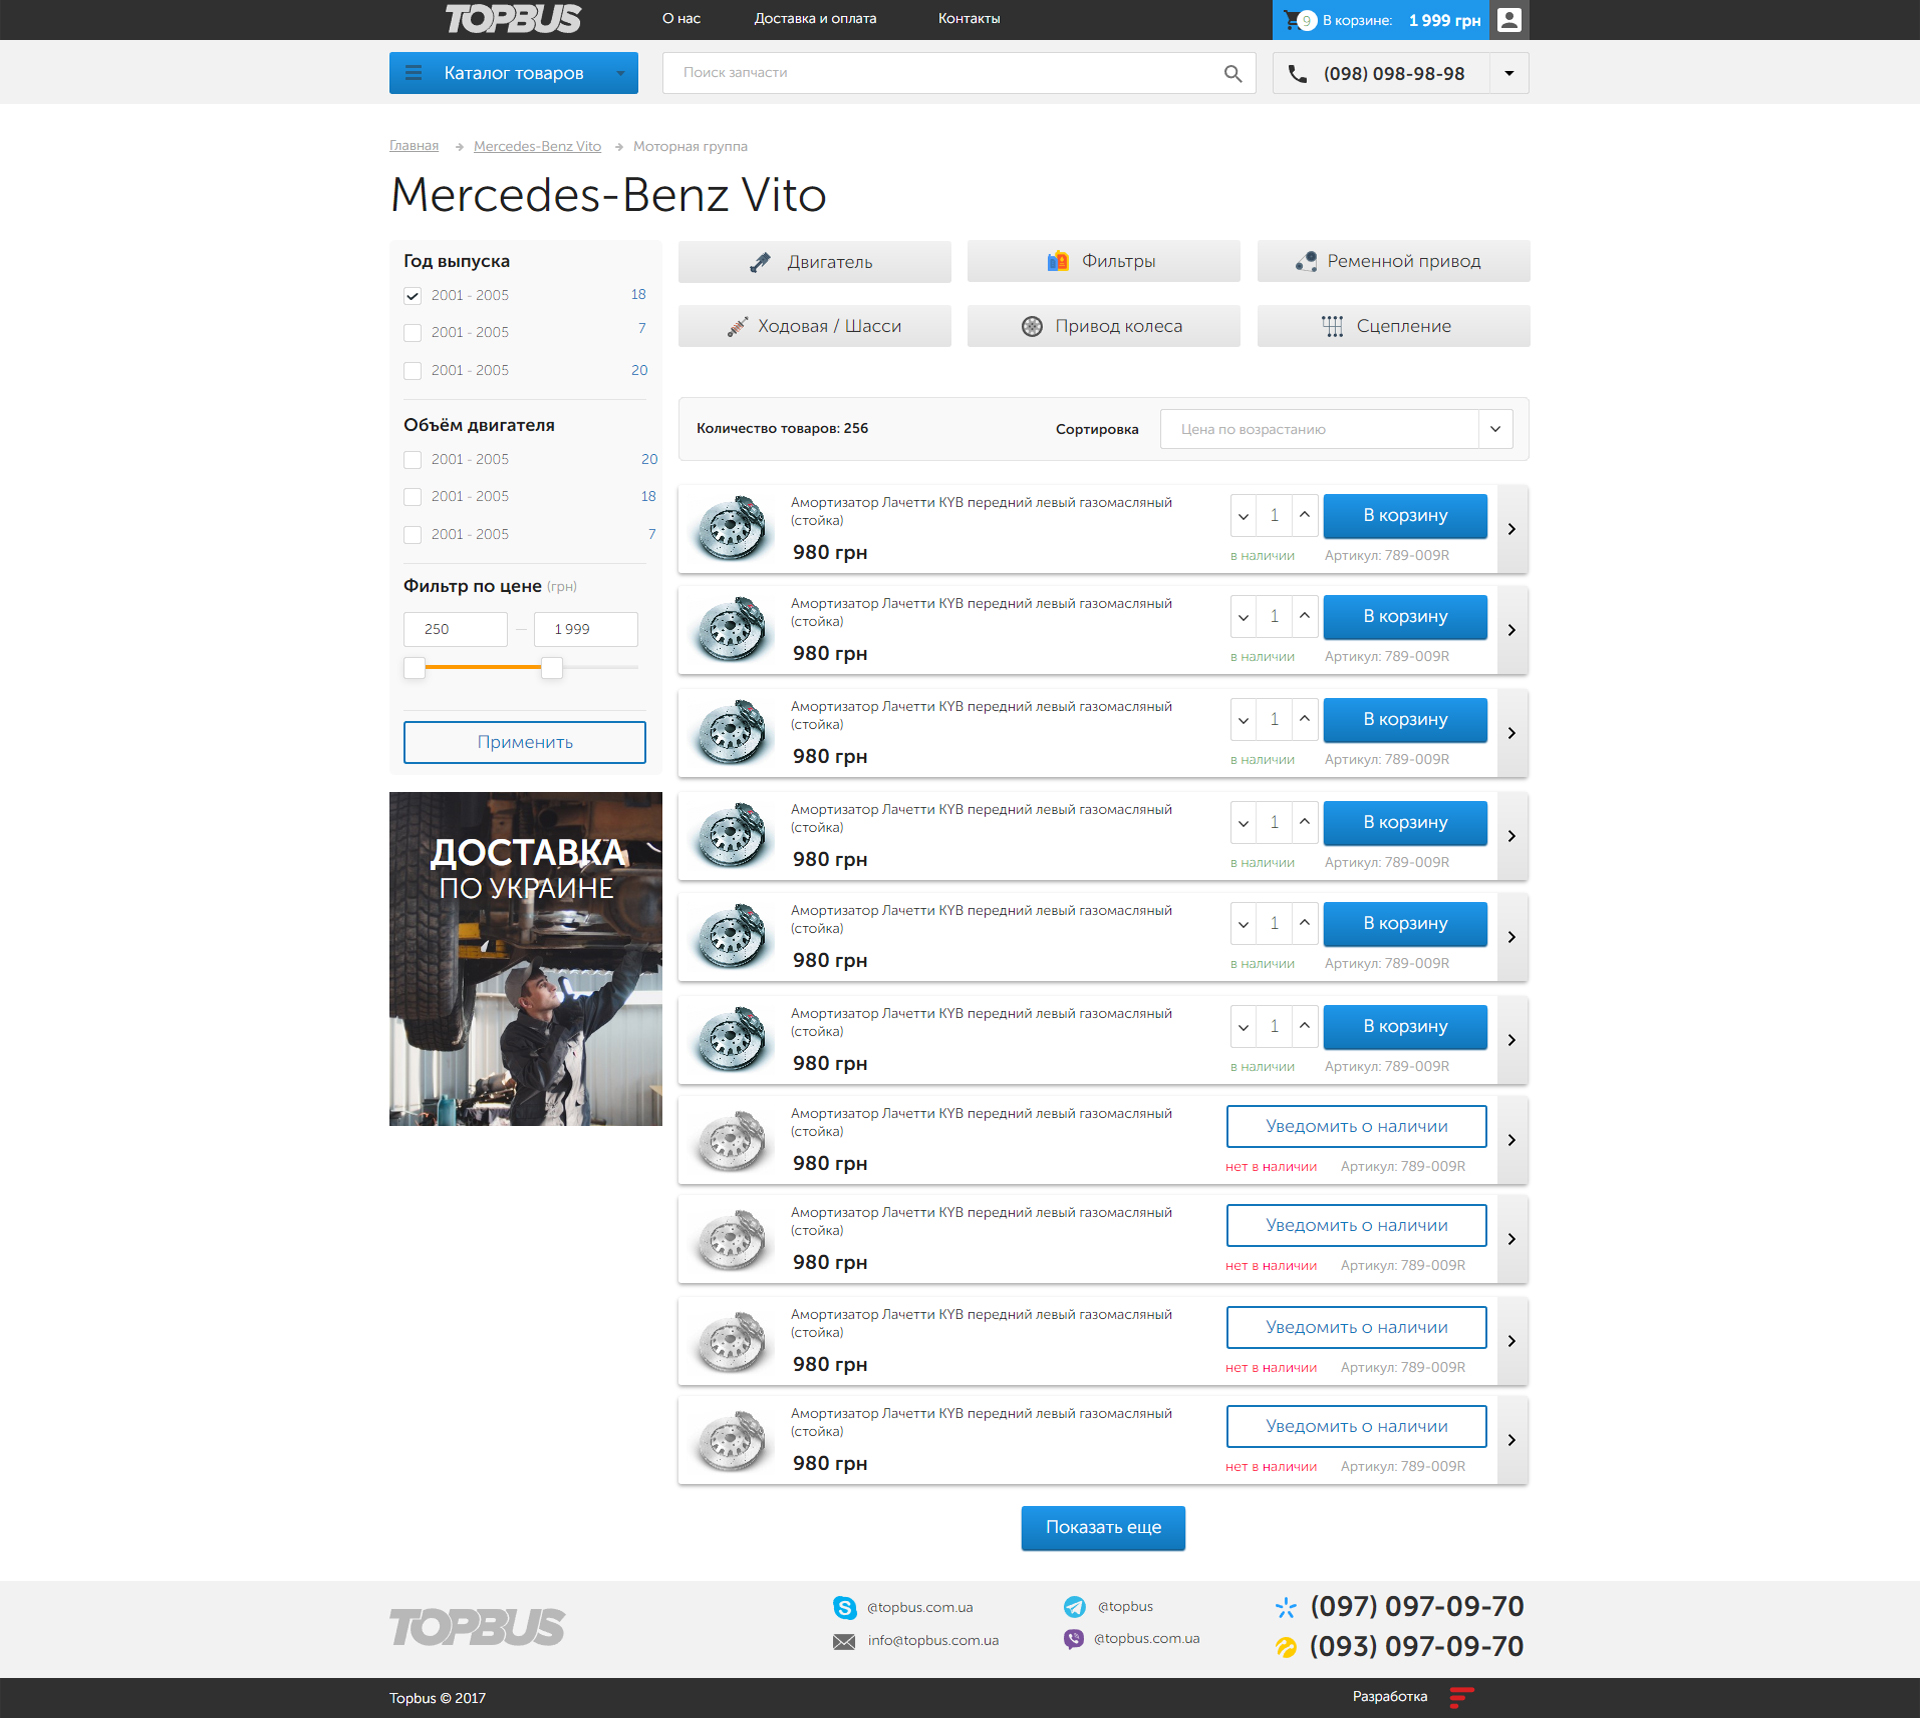 TOPBUS
О нас
Доставка и оплата
Контакты
9 В корзине: 1 999 грн
Каталог товаров
Поиск запчасти
(098) 098-98-98
Главная
Mercedes-Benz Vito
Моторная группа
Mercedes-Benz Vito
Год выпуска
2001 - 2005 18
2001 - 2005 7
2001 - 2005 20
Объём двигателя
2001 - 2005 20
2001 - 2005 18
2001 - 2005 7
Фильтр по цене (грн)
250 — 1 999
Применить
ДОСТАВКА
ПО УКРАИНЕ
Двигатель
Фильтры
Ременной привод
Ходовая / Шасси
Привод колеса
Сцепление
Количество товаров: 256
Сортировка
Цена по возрастанию
Амортизатор Лачетти KYB передний левый газомасляный
(стойка)
980 грн
1
В корзину
в наличии
Артикул: 789-009R
Амортизатор Лачетти KYB передний левый газомасляный
(стойка)
980 грн
1
В корзину
в наличии
Артикул: 789-009R
Амортизатор Лачетти KYB передний левый газомасляный
(стойка)
980 грн
1
В корзину
в наличии
Артикул: 789-009R
Амортизатор Лачетти KYB передний левый газомасляный
(стойка)
980 грн
1
В корзину
в наличии
Артикул: 789-009R
Амортизатор Лачетти KYB передний левый газомасляный
(стойка)
980 грн
1
В корзину
в наличии
Артикул: 789-009R
Амортизатор Лачетти KYB передний левый газомасляный
(стойка)
980 грн
1
В корзину
в наличии
Артикул: 789-009R
Амортизатор Лачетти KYB передний левый газомасляный
(стойка)
980 грн
Уведомить о наличии
нет в наличии
Артикул: 789-009R
Амортизатор Лачетти KYB передний левый газомасляный
(стойка)
980 грн
Уведомить о наличии
нет в наличии
Артикул: 789-009R
Амортизатор Лачетти KYB передний левый газомасляный
(стойка)
980 грн
Уведомить о наличии
нет в наличии
Артикул: 789-009R
Амортизатор Лачетти KYB передний левый газомасляный
(стойка)
980 грн
Уведомить о наличии
нет в наличии
Артикул: 789-009R
Показать еще
TOPBUS
@topbus.com.ua
info@topbus.com.ua
@topbus
@topbus.com.ua
(097) 097-09-70
(093) 097-09-70
Topbus © 2017
Разработка